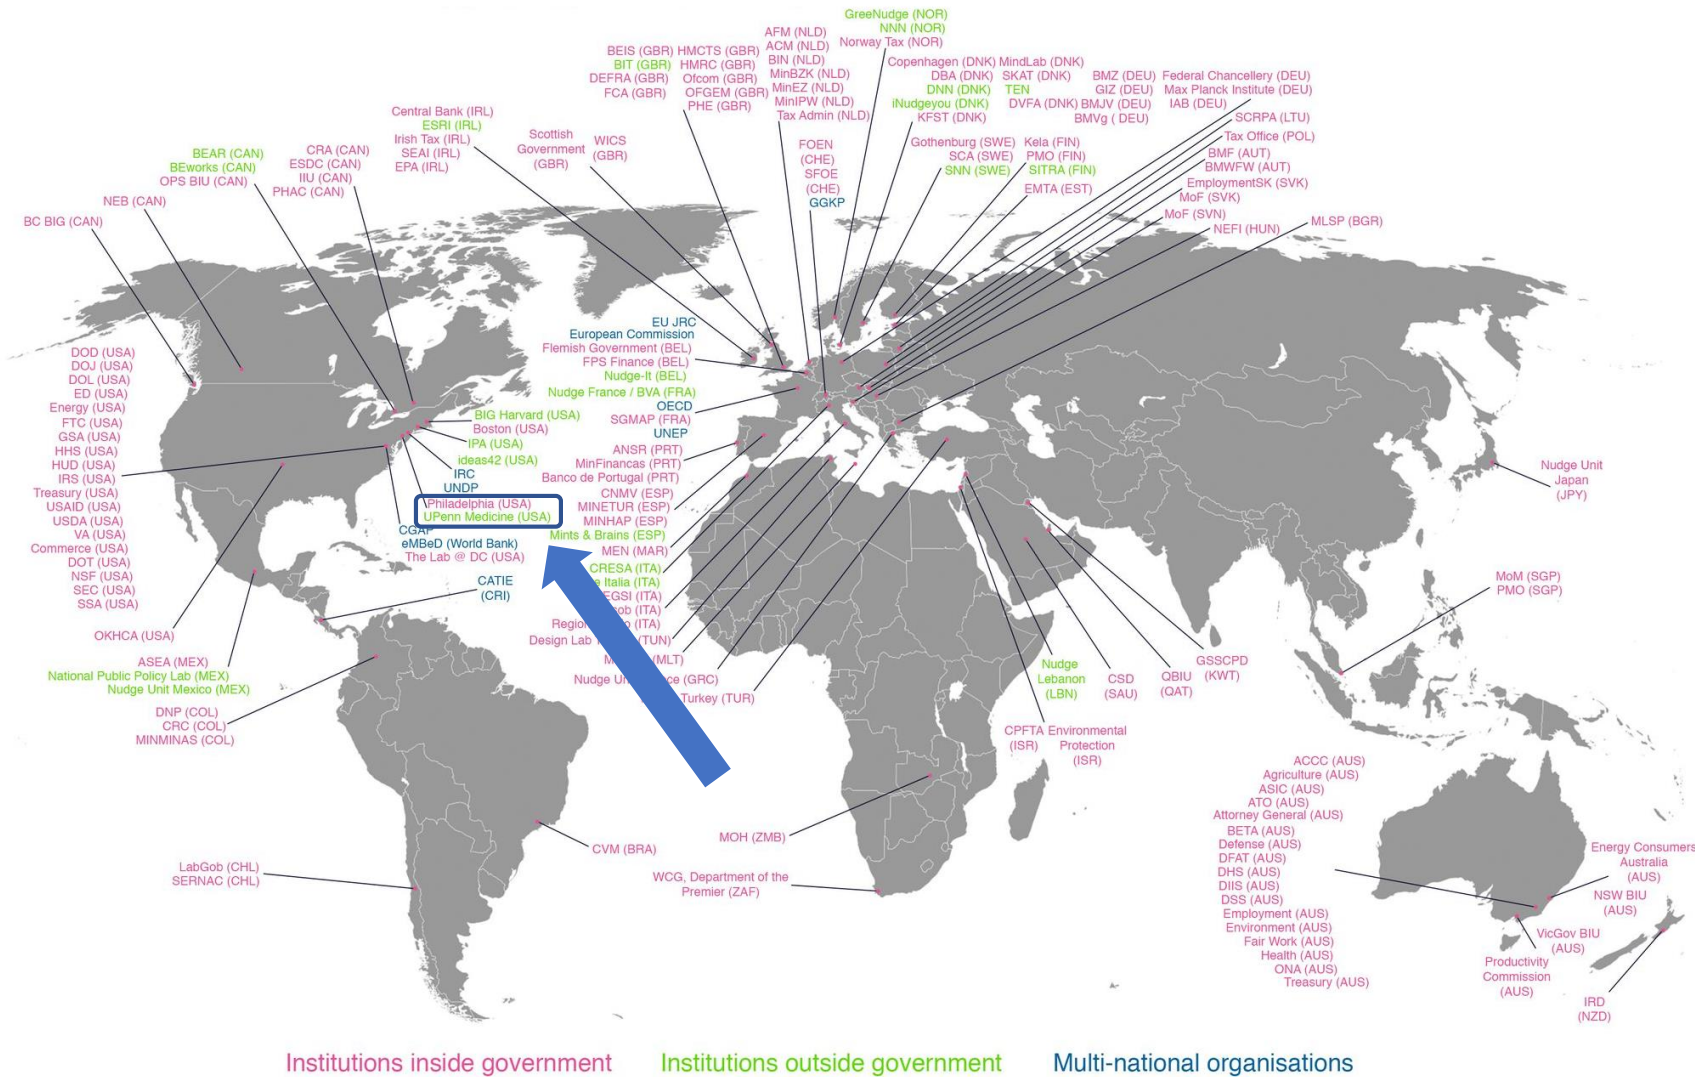 GreeNudge (NOR)
NNN (NOR)
Norway Tax (NOR)
AFM (NLD)
ACM (NLD)
BIN (NLD)
MinBZK (NLD)
MinEZ (NLD)
MinIPW (NLD)
Tax Admin (NLD)
BEIS (GBR) HMCTS (GBR)
BIT (GBR) HMRC (GBR)
DEFRA (GBR) Ofcom (GBR)
FCA (GBR) OFGEM (GBR)
PHE (GBR)
Copenhagen (DNK) MindLab (DNK)
DBA (DNK) SKAT (DNK)
DNN (DNK) TEN
iNudgeyou (DNK) DVFA (DNK)
KFST (DNK)
BMZ (DEU) Federal Chancellery (DEU)
GIZ (DEU) Max Planck Institute (DEU)
BMJV (DEU) IAB (DEU)
BMVg ( DEU)
SCRPA (LTU)
Tax Office (POL)
BMF (AUT)
BMWFW (AUT)
EmploymentSK (SVK)
MoF (SVK)
MoF (SVN)
NEFI (HUN)
MLSP (BGR)
Central Bank (IRL)
ESRI (IRL)
Irish Tax (IRL)
SEAI (IRL)
EPA (IRL)
Scottish
Government
(GBR)
WICS
(GBR)
FOEN
(CHE)
SFOE
(CHE)
GGKP
Gothenburg (SWE)
SCA (SWE)
SNN (SWE)
Kela (FIN)
PMO (FIN)
SITRA (FIN)
EMTA (EST)
BEAR (CAN)
BEworks (CAN)
OPS BIU (CAN)
CRA (CAN)
ESDC (CAN)
IIU (CAN)
PHAC (CAN)
NEB (CAN)
BC BIG (CAN)
DOD (USA)
DOJ (USA)
DOL (USA)
ED (USA)
Energy (USA)
FTC (USA)
GSA (USA)
HHS (USA)
HUD (USA)
IRS (USA)
Treasury (USA)
USAID (USA)
USDA (USA)
VA (USA)
Commerce (USA)
DOT (USA)
NSF (USA)
SEC (USA)
SSA (USA)
OKHCA (USA)
ASEA (MEX)
National Public Policy Lab (MEX)
Nudge Unit Mexico (MEX)
DNP (COL)
CRC (COL)
MINMINAS (COL)
LabGob (CHL)
SERNAC (CHL)
BIG Harvard (USA)
Boston (USA)
IPA (USA)
ideas42 (USA)
IRC
UNDP
Philadelphia (USA)
UPenn Medicine (USA)
CGAP
eMBeD (World Bank)
The Lab @ DC (USA)
CATIE
(CRI)
CVM (BRA)
EU JRC
European Commission
Flemish Government (BEL)
FPS Finance (BEL)
Nudge-It (BEL)
Nudge France / BVA (FRA)
OECD
SGMAP (FRA)
UNEP
ANSR (PRT)
MinFinancas (PRT)
Banco de Portugal (PRT)
CNMV (ESP)
MINETUR (ESP)
MINHAP (ESP)
Mints & Brains (ESP)
MEN (MAR)
CRESA (ITA)
Italia (ITA)
EGSI (ITA)
(ITA)
(ITA)
Design Lab (TUN)
(MLT)
Nudge (GRC)
Turkey (TUR)
MOH (ZMB)
WCG, Department of the
Premier (ZAF)
Nudge
Lebanon
(LBN)
CSD
(SAU)
QBIU
(QAT)
GSSCPD
(KWT)
CPFTA
(ISR)
Environmental
Protection
(ISR)
Nudge Unit
Japan
(JPY)
MoM (SGP)
PMO (SGP)
ACCC (AUS)
Agriculture (AUS)
ASIC (AUS)
ATO (AUS)
Attorney General (AUS)
BETA (AUS)
Defense (AUS)
DFAT (AUS)
DHS (AUS)
DIIS (AUS)
DSS (AUS)
Employment (AUS)
Environment (AUS)
Fair Work (AUS)
Health (AUS)
ONA (AUS)
Treasury (AUS)
Energy Consumers
Australia
(AUS)
NSW BIU
(AUS)
VicGov BIU
(AUS)
Productivity
Commission
(AUS)
IRD
(NZD)
Institutions inside government
Institutions outside government
Multi-national organisations